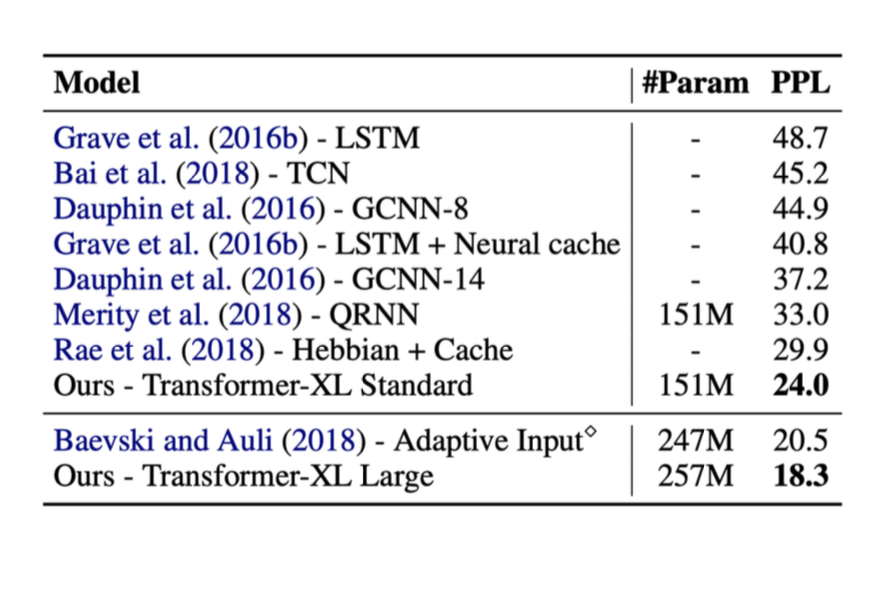 Model #Param PPL
Grave et al. (2016b) - LSTM - 48.7
Bai et al. (2018) - TCN - 45.2
Dauphin et al. (2016) - GCNN-8 - 44.9
Grave et al. (2016b) - LSTM + Neural cache - 40.8
Dauphin et al. (2016) - GCNN-14 - 37.2
Merity et al. (2018) - QRNN 151M 33.0
Rae et al. (2018) - Hebbian + Cache - 29.9
Ours - Transformer-XL Standard 151M 24.0
Baevski and Auli (2018) - Adaptive Input◇ 247M 20.5
Ours - Transformer-XL Large 257M 18.3